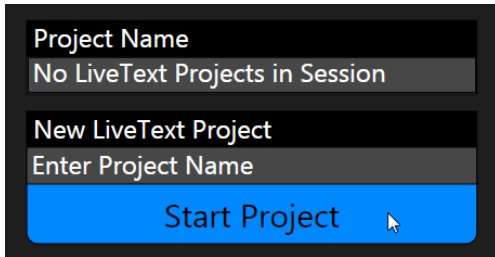 Project Name
No LiveText Projects in Session
New LiveText Project
Enter Project Name
Start Project